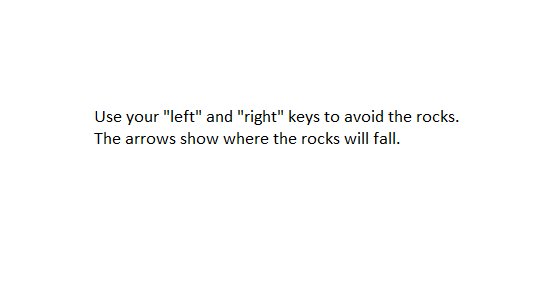 Use your "left" and "right" keys to avoid the rocks.
The arrows show where the rocks will fall.